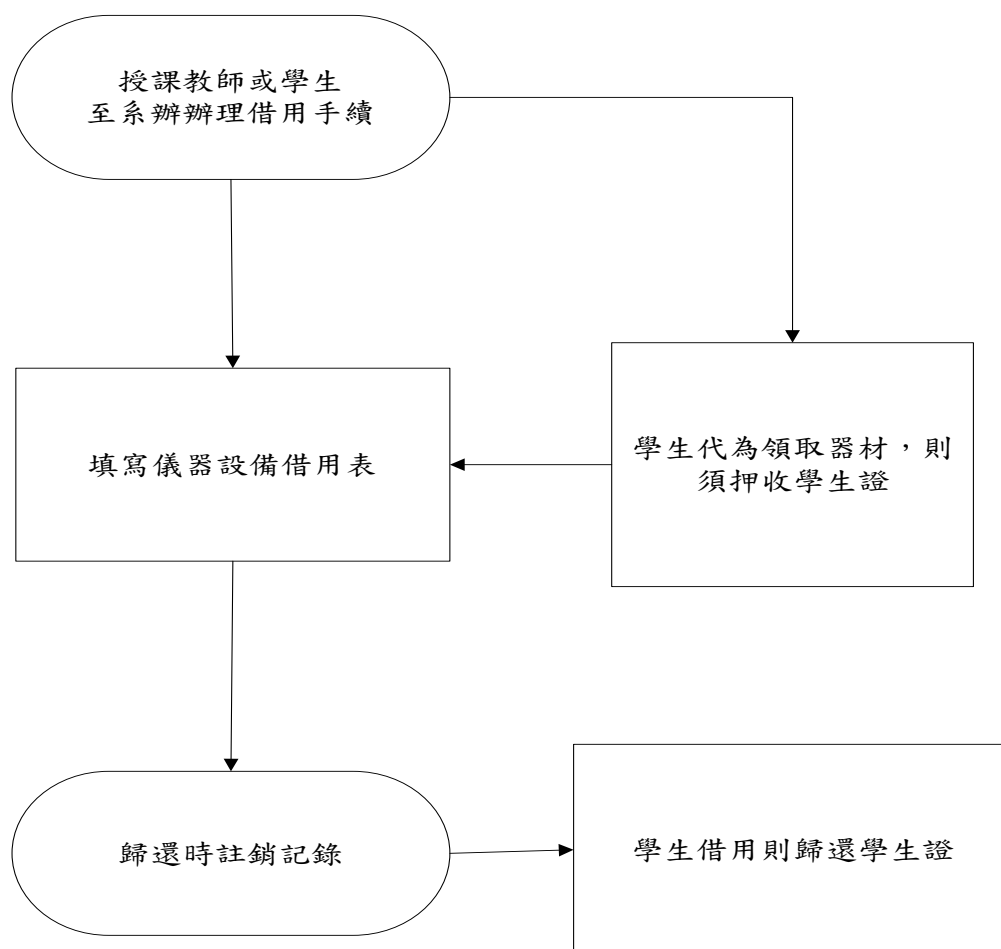 授課教師或學生
至系辦辦理借用手續
填寫儀器設備借用表
學生代為領取器材，則
須押收學生證
歸還時註銷記錄
學生借用則歸還學生證